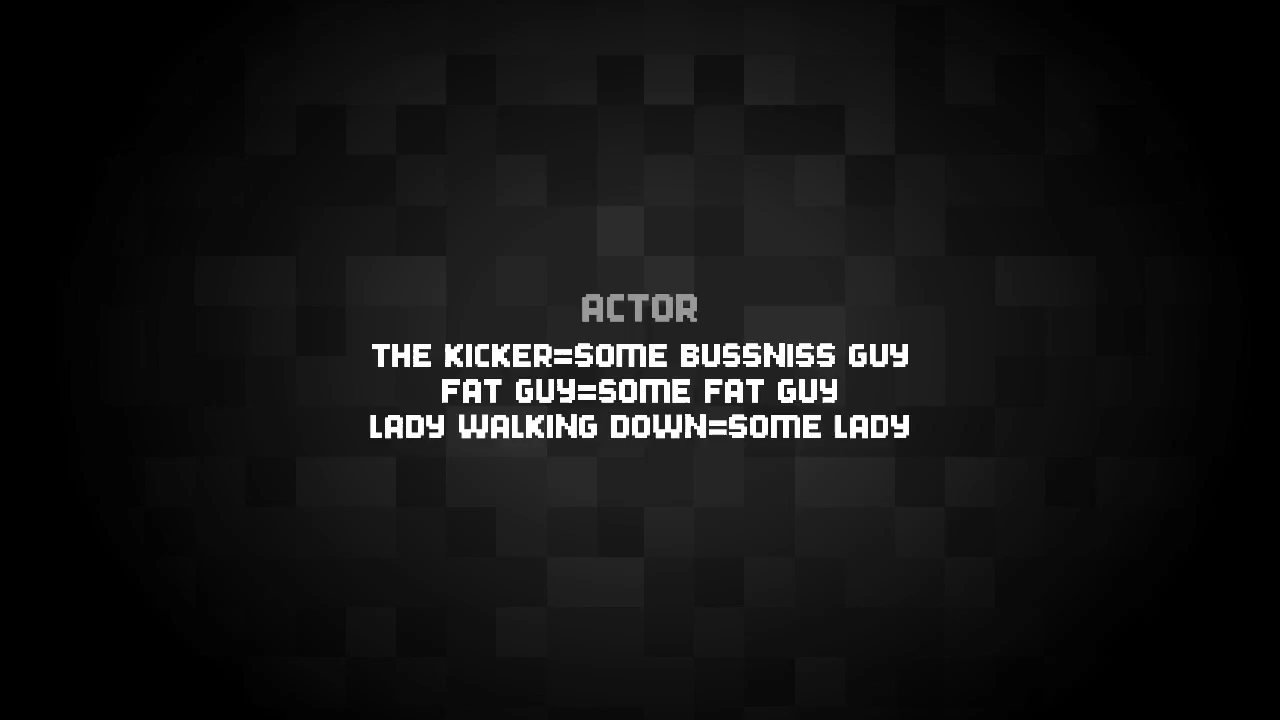 ACTOR
THE KICKER=SOME BUSSNISS GUY
FAT GUY=SOME FAT GUY
LADY WALKING DOWN=SOME LADY